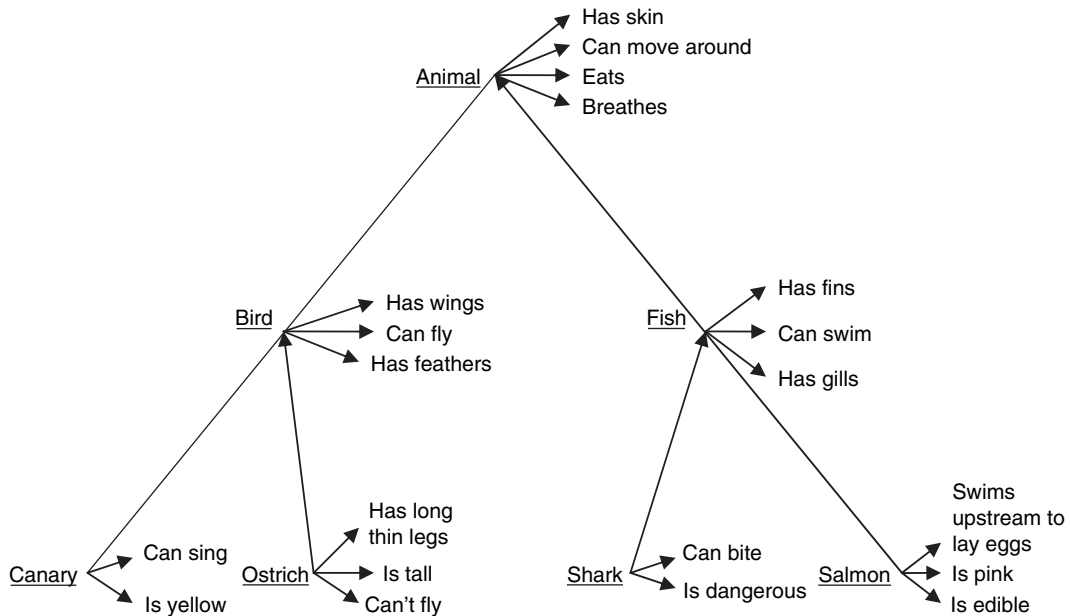 Has skin
Can move around
Animal
Eats
Breathes
Has wings
Bird
Can fly
Has feathers
Has fins
Fish
Can swim
Has gills
Can sing
Canary
Is yellow
Has long
thin legs
Ostrich
Is tall
Can't fly
Can bite
Shark
Is dangerous
Swims
upstream to
lay eggs
Salmon
Is pink
Is edible